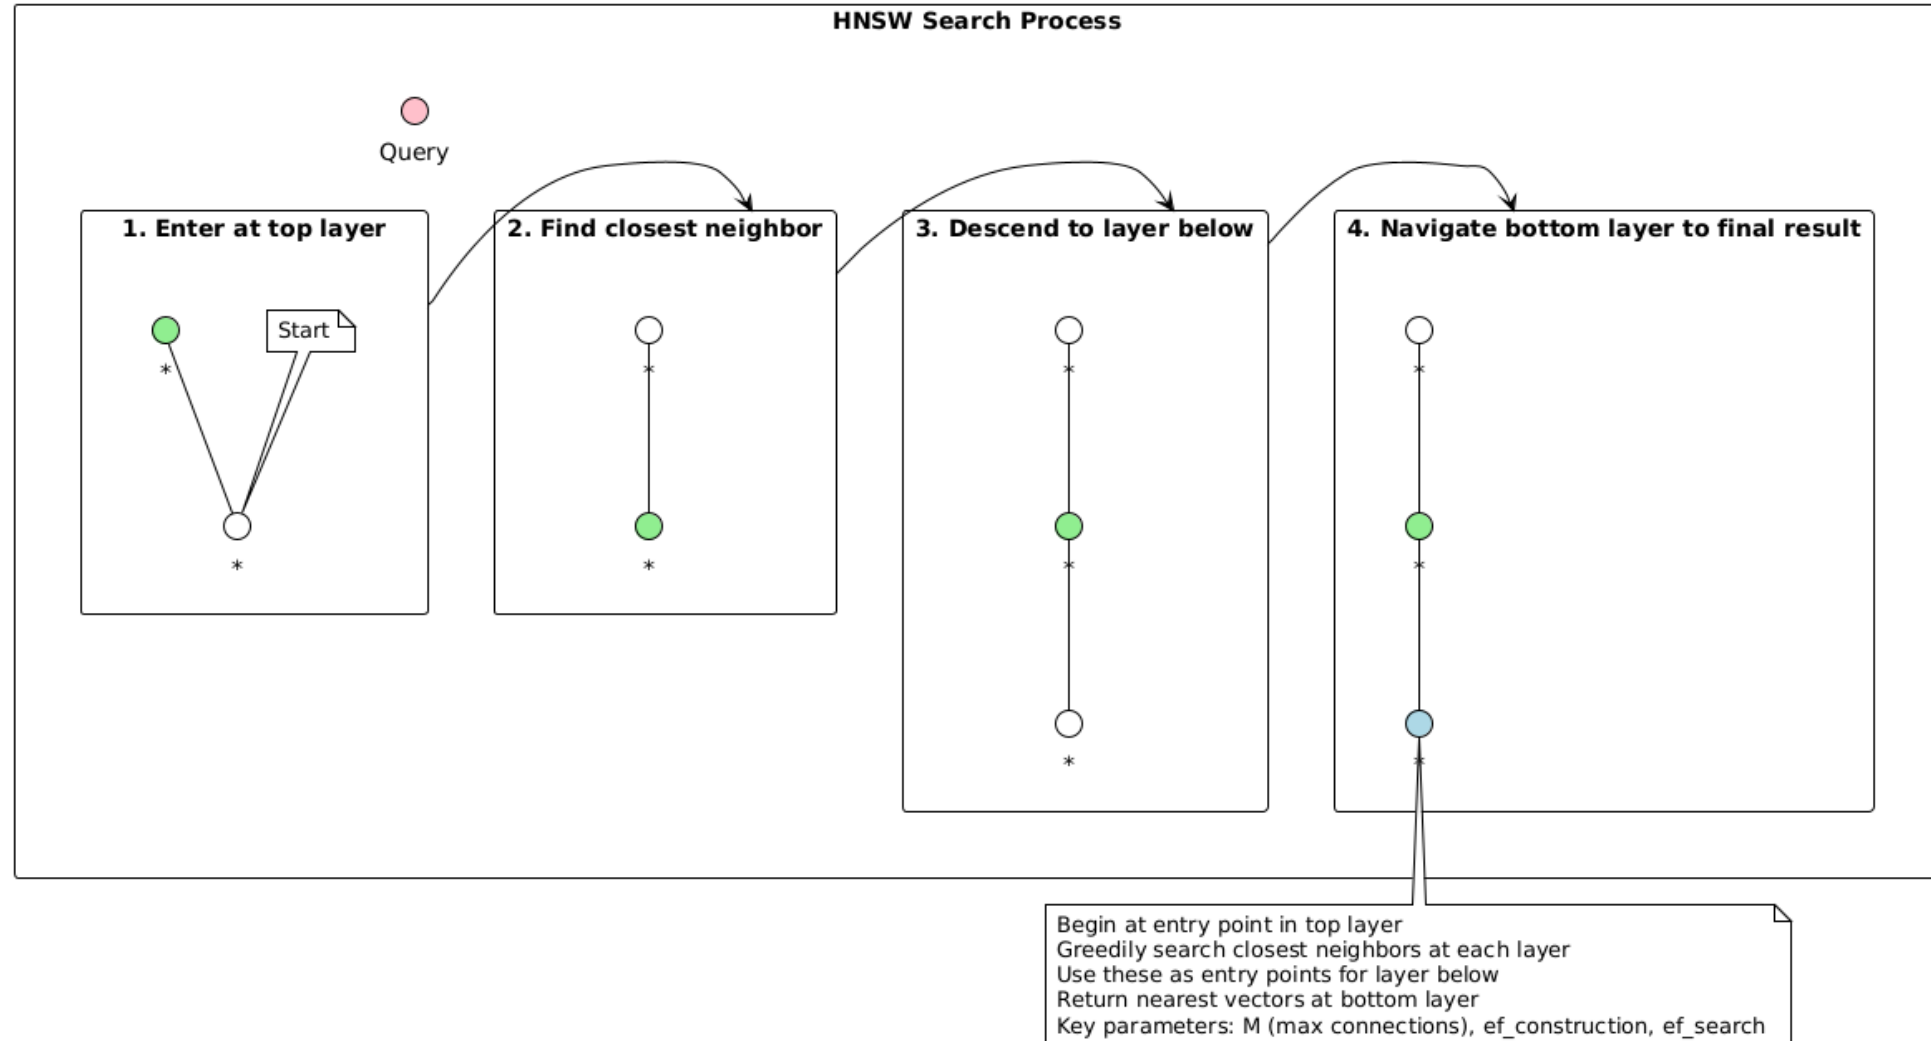 HNSW Search Process
Query
1. Enter at top layer
2. Find closest neighbor
3. Descend to layer below
4. Navigate bottom layer to final result
*
Start
*
*
*
*
*
*
*
*
*
Begin at entry point in top layer
Greedily search closest neighbors at each layer
Use these as entry points for layer below
Return nearest vectors at bottom layer
Key parameters: M (max connections), ef_construction, ef_search